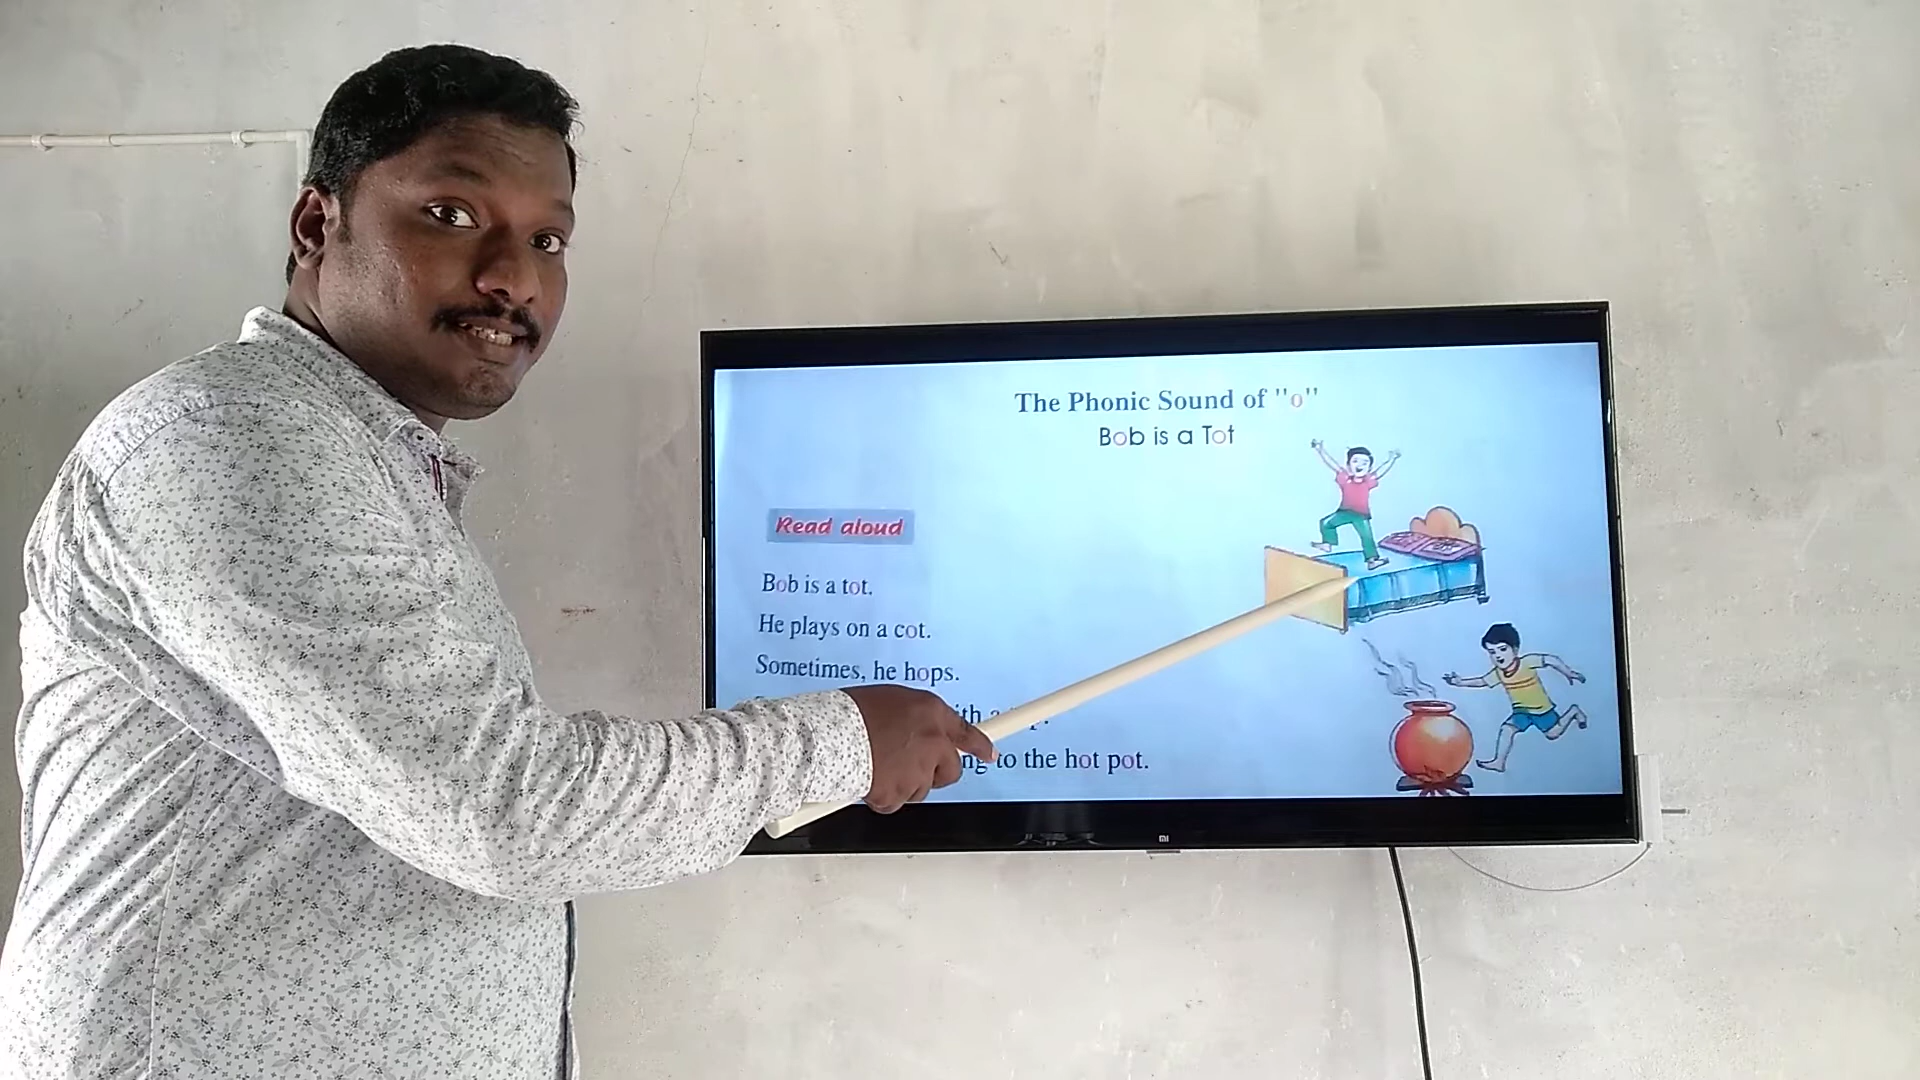 The Phonic Sound of "o"
Bob is a Tot
Read aloud
Bob is a tot.
He plays on a cot.
Sometimes, he hops.
to the hot pot.
mi